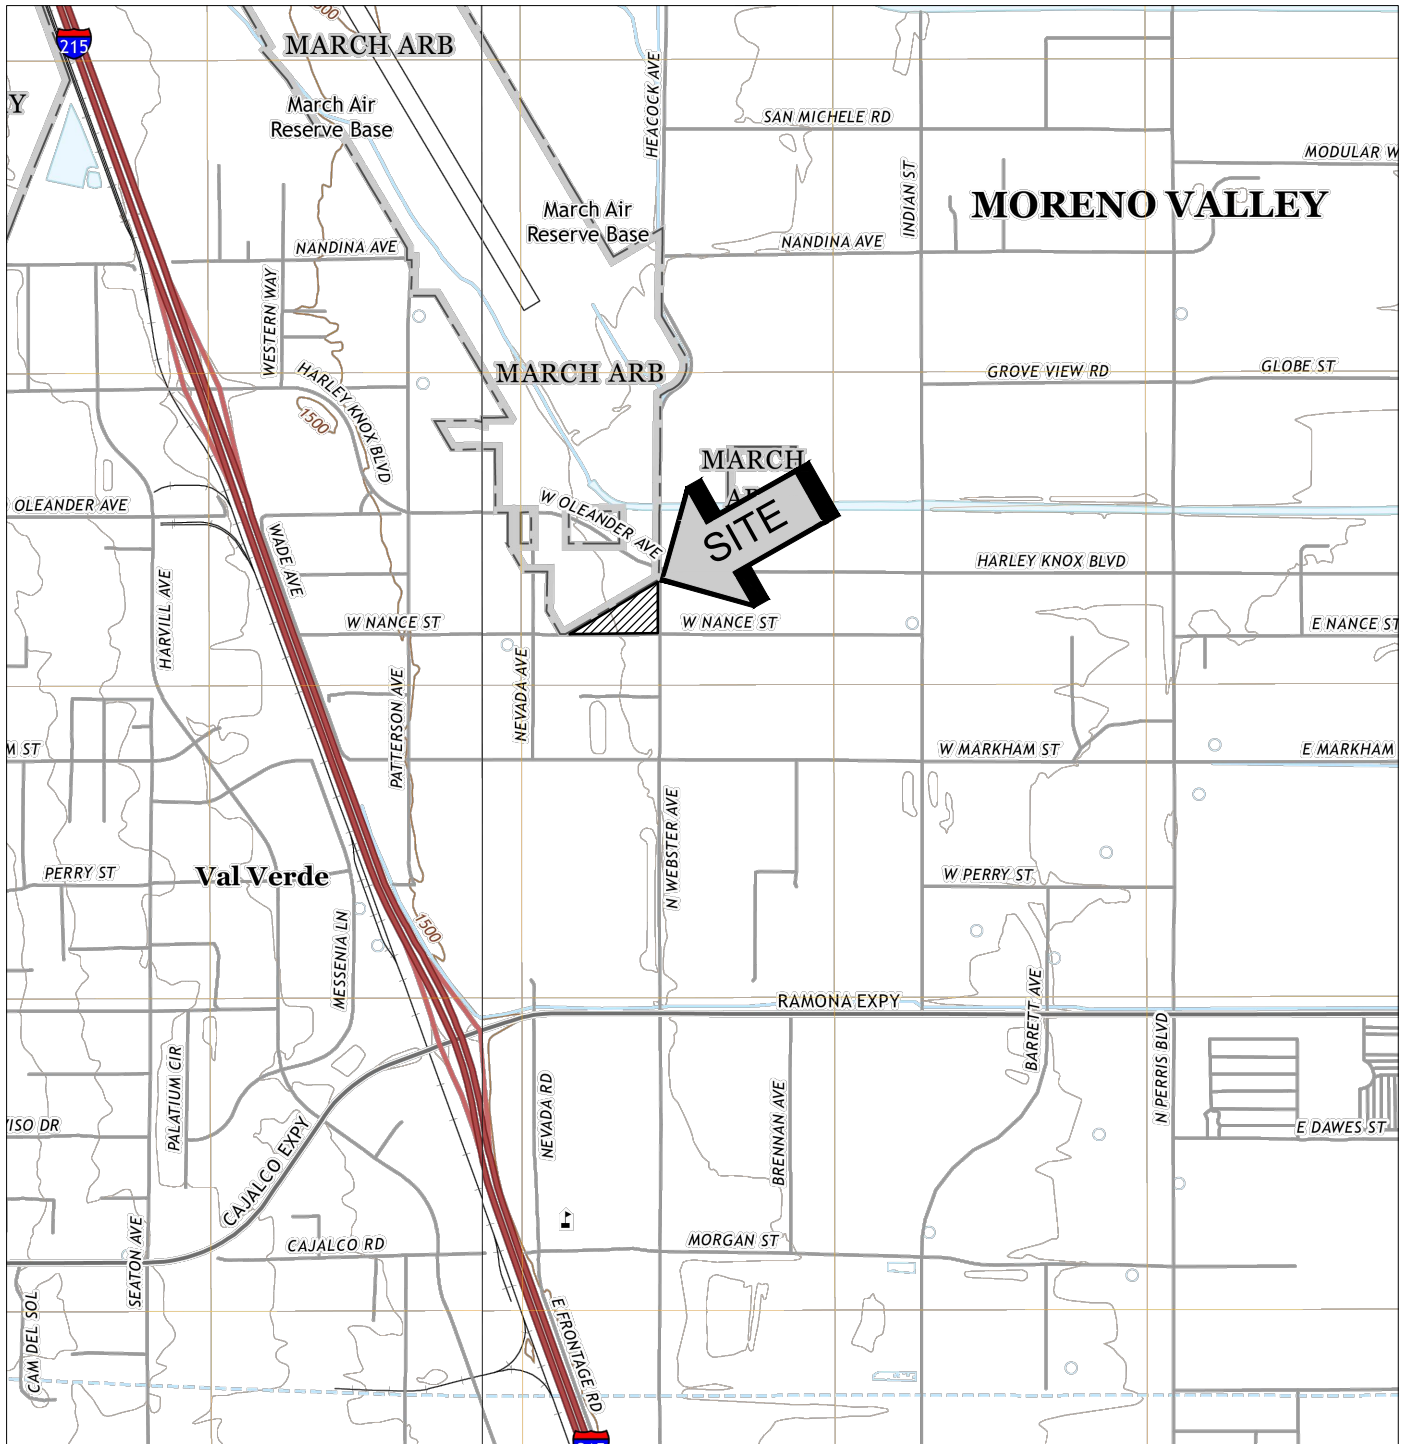 000
215
MARCH ARB
Y
March Air
Reserve Base
HEACOCK AVE
SAN MICHELE RD
MODULAR W
INDIAN ST
MORENO VALLEY
March Air
Reserve Base
NANDINA AVE
NANDINA AVE
WESTERN WAY
MARCH ARB
GROVE VIEW RD
GLOBE ST
HARLEY KNOX BLVD
1500
MARCH
SITE
W OLEANDER AVE
OLEANDER AVE
WADE AVE
HARLEY KNOX BLVD
HARVILL AVE
W NANCE ST
W NANCE ST
E NANCE ST
NEVADA AVE
PATTERSON AVE
M ST
W MARKHAM ST
E MARKHAM
N WEBSTER AVE
PERRY ST
Val Verde
W PERRY ST
1500
MESSENIA LN
RAMONA EXPY
BARRETT AVE
N PERRIS BLVD
PALATIUM CIR
NEVADA RD
BRENNAN AVE
VISO DR
E DAWES ST
CAJALCO EXPY
SEATON AVE
CAJALCO RD
MORGAN ST
CAM DEL SOL
E FRONTAGE RD